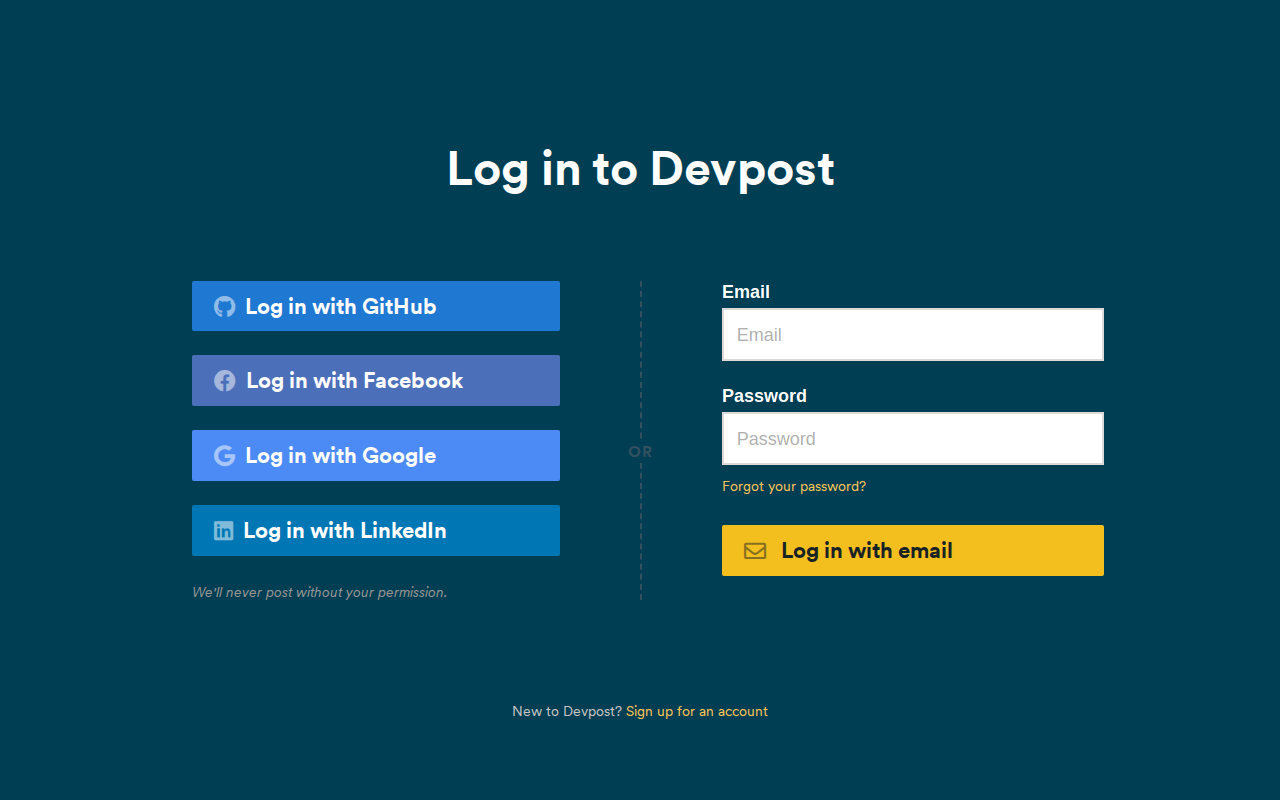 Log in to Devpost
Log in with GitHub
Log in with Facebook
Log in with Google
Log in with LinkedIn
We'll never post without your permission.
OR
Email
Email
Password
Password
Forgot your password?
Log in with email
New to Devpost? Sign up for an account